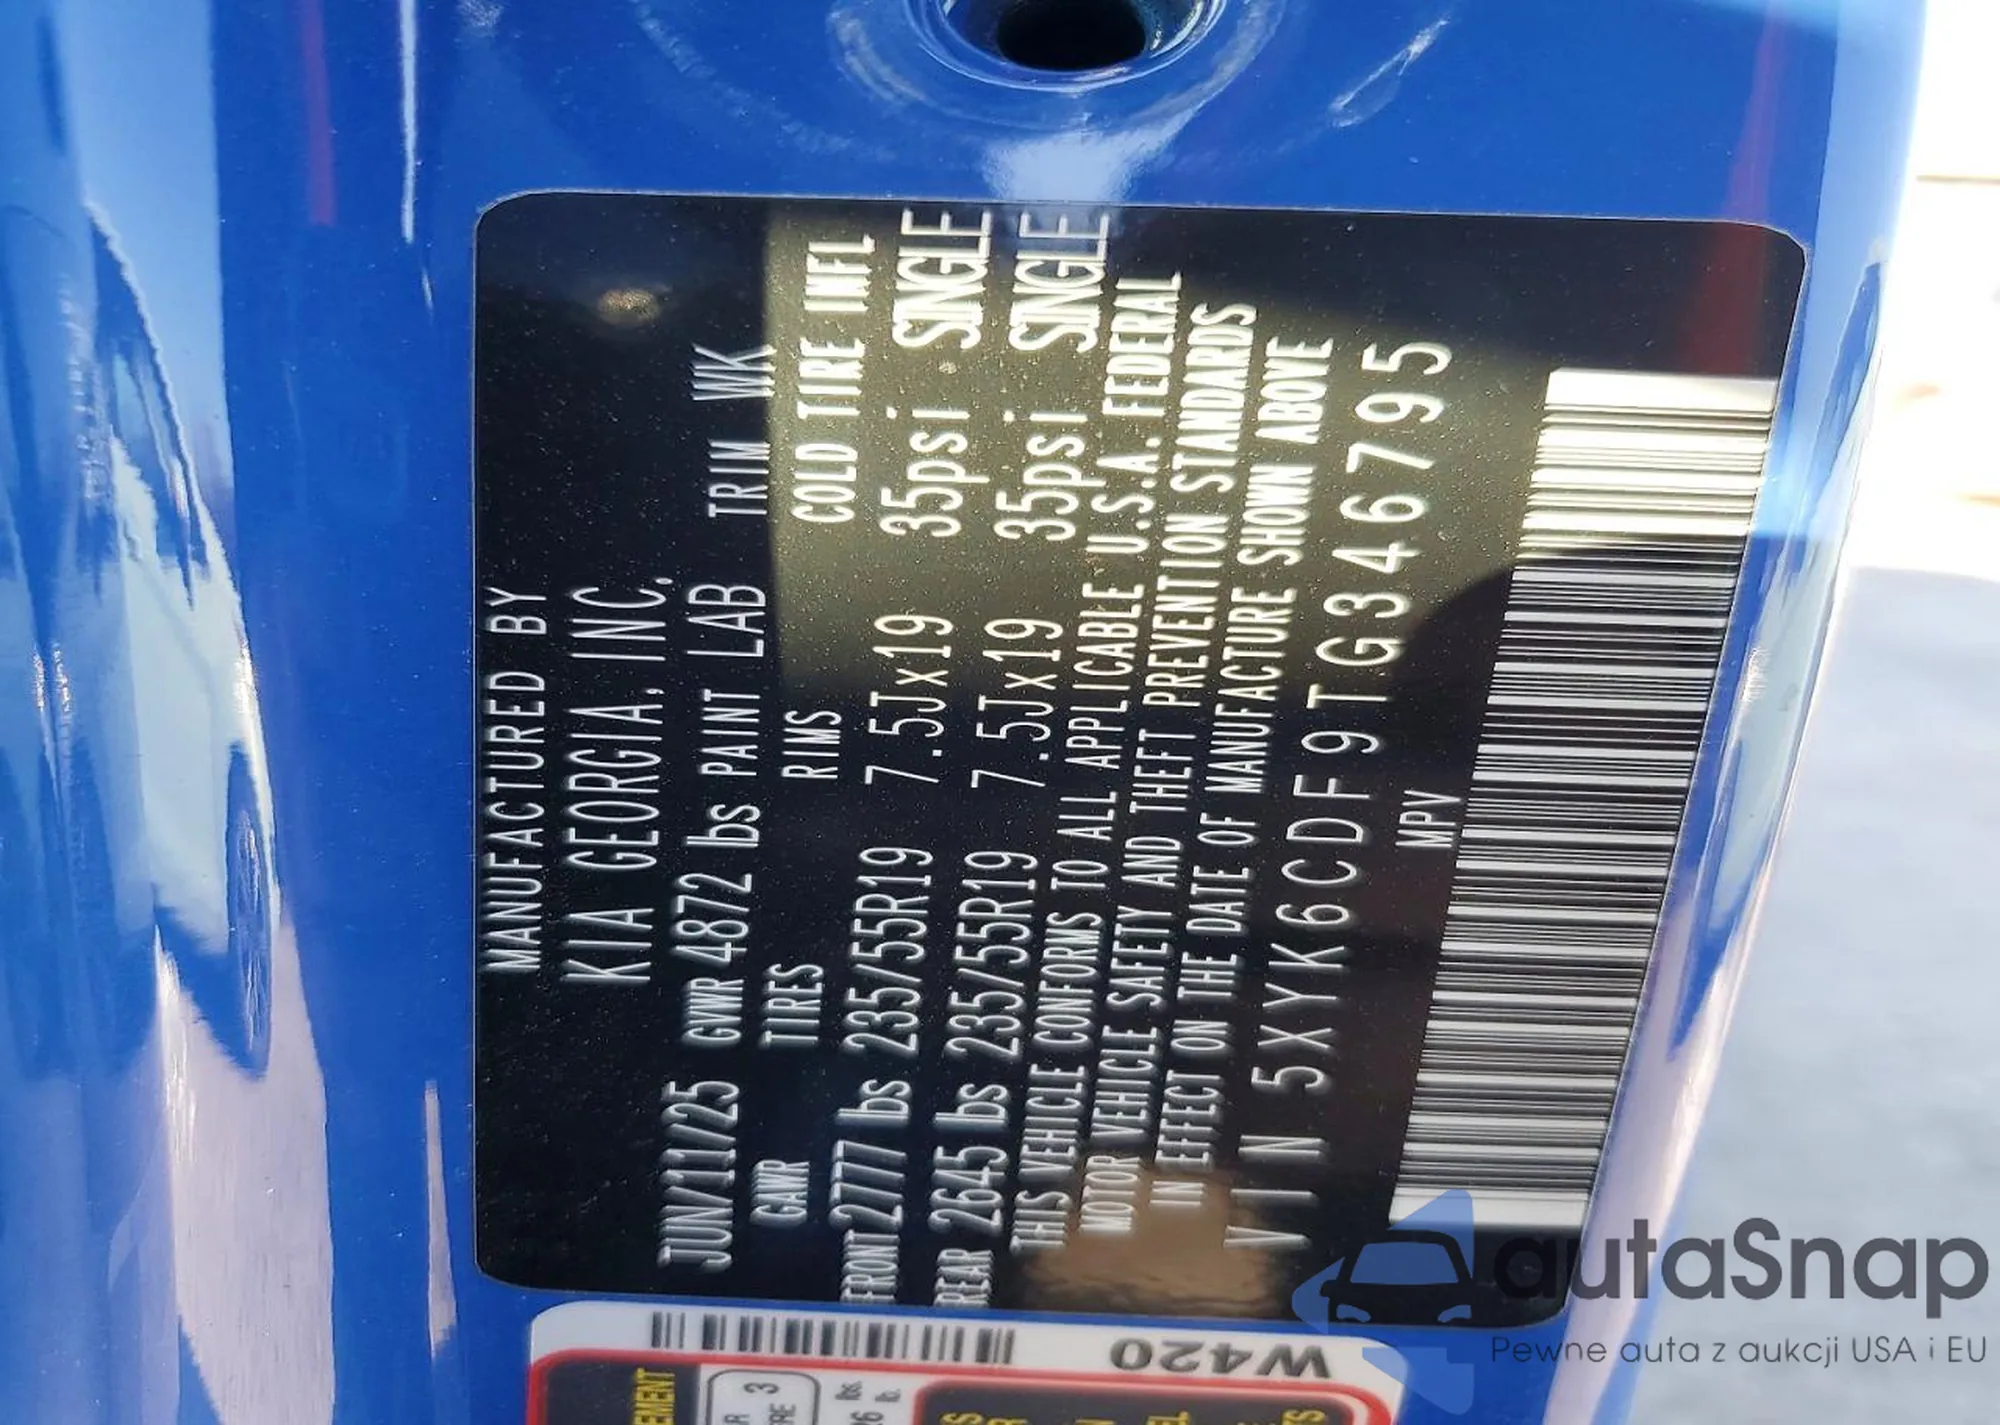 MANUFACTURED BY
KIA GEORGIA, INC.
JUN/11/25 GVWR 4872 lbs PAINT LAB TRIM WK
GAWR TIRES RIMS COLD TIRE INFL
FRONT 2777 lbs 235/55R19 7.5Jx19 35psi SINGLE
REAR 2645 lbs 235/55R19 7.5Jx19 35psi SINGLE
THIS VEHICLE CONFORMS TO ALL APPLICABLE U.S.A. FEDERAL
MOTOR VEHICLE SAFETY AND THEFT PREVENTION STANDARDS
IN EFFECT ON THE DATE OF MANUFACTURE SHOWN ABOVE
VIN 5XYK6CDF9TG346795
MPV
W420
autaSnap
Pewne auta z aukcji USA i EU